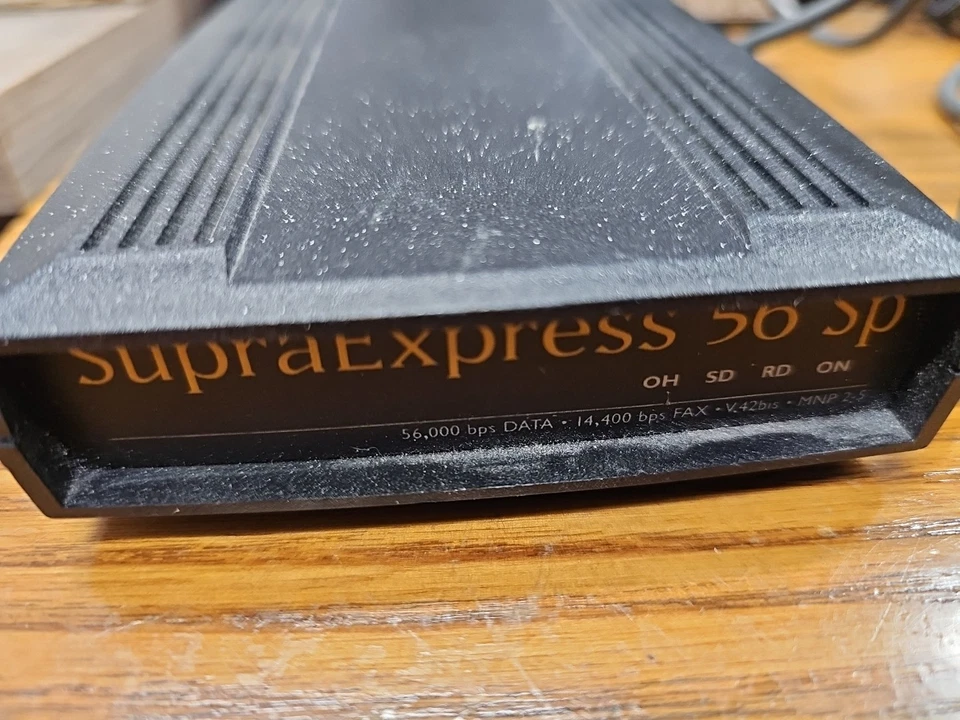 SupraExpress 56 Sp
OH SD RD ON
56,000 bps DATA • 14,400 bps FAX • V.42bis • MNP 2-5